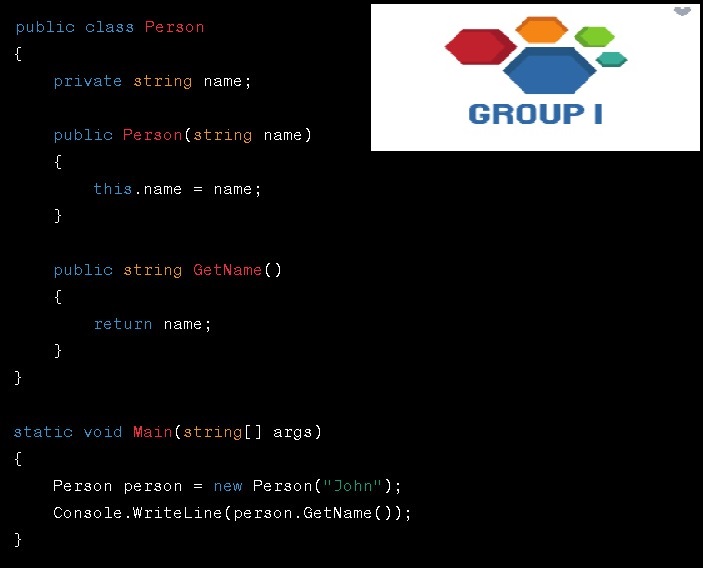 public class Person
{
    private string name;

    public Person(string name)
    {
        this.name = name;
    }

    public string GetName()
    {
        return name;
    }
}

static void Main(string[] args)
{
    Person person = new Person("John");
    Console.WriteLine(person.GetName());
}
GROUP I